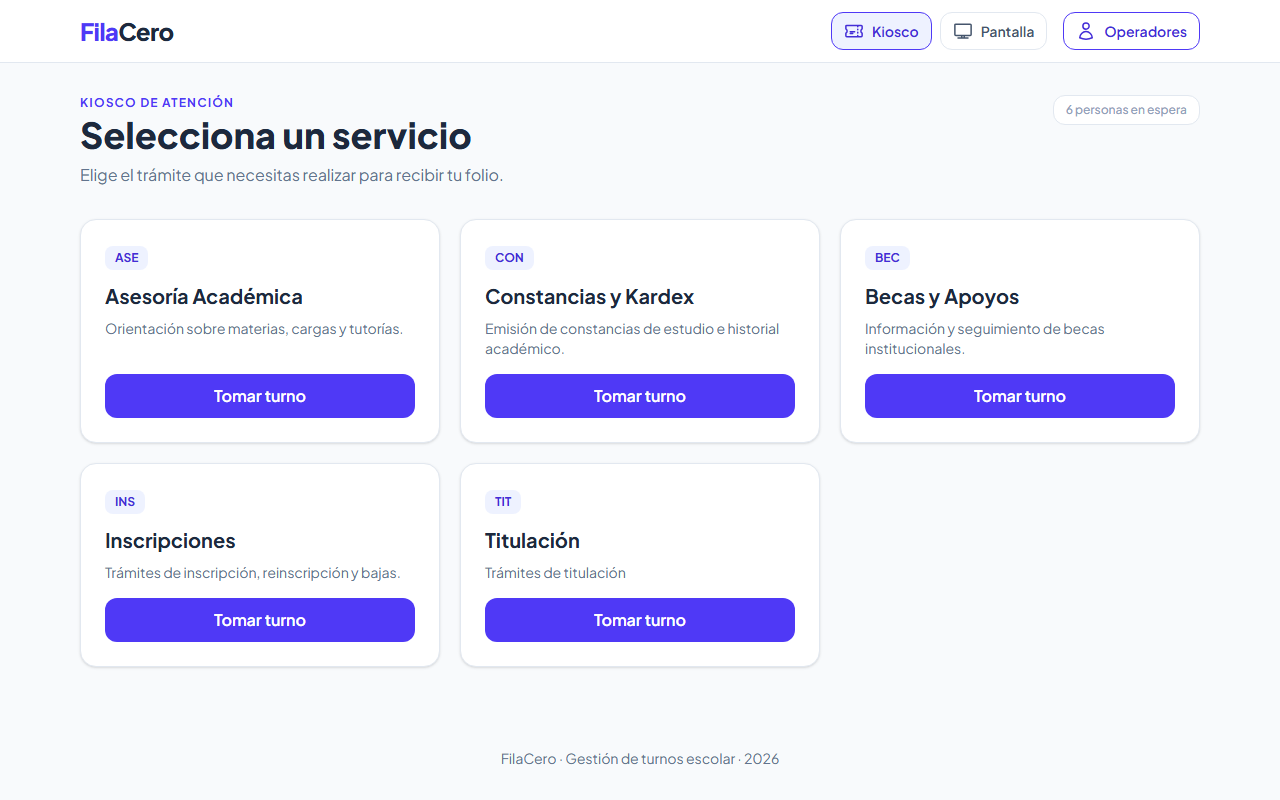 FilaCero
Kiosco
Pantalla
Operadores
KIOSCO DE ATENCIÓN
Selecciona un servicio
Elige el trámite que necesitas realizar para recibir tu folio.
6 personas en espera
ASE
Asesoría Académica
Orientación sobre materias, cargas y tutorías.
Tomar turno
CON
Constancias y Kardex
Emisión de constancias de estudio e historial
académico.
Tomar turno
BEC
Becas y Apoyos
Información y seguimiento de becas
institucionales.
Tomar turno
INS
Inscripciones
Trámites de inscripción, reinscripción y bajas.
Tomar turno
TIT
Titulación
Trámites de titulación
Tomar turno
FilaCero · Gestión de turnos escolar · 2026